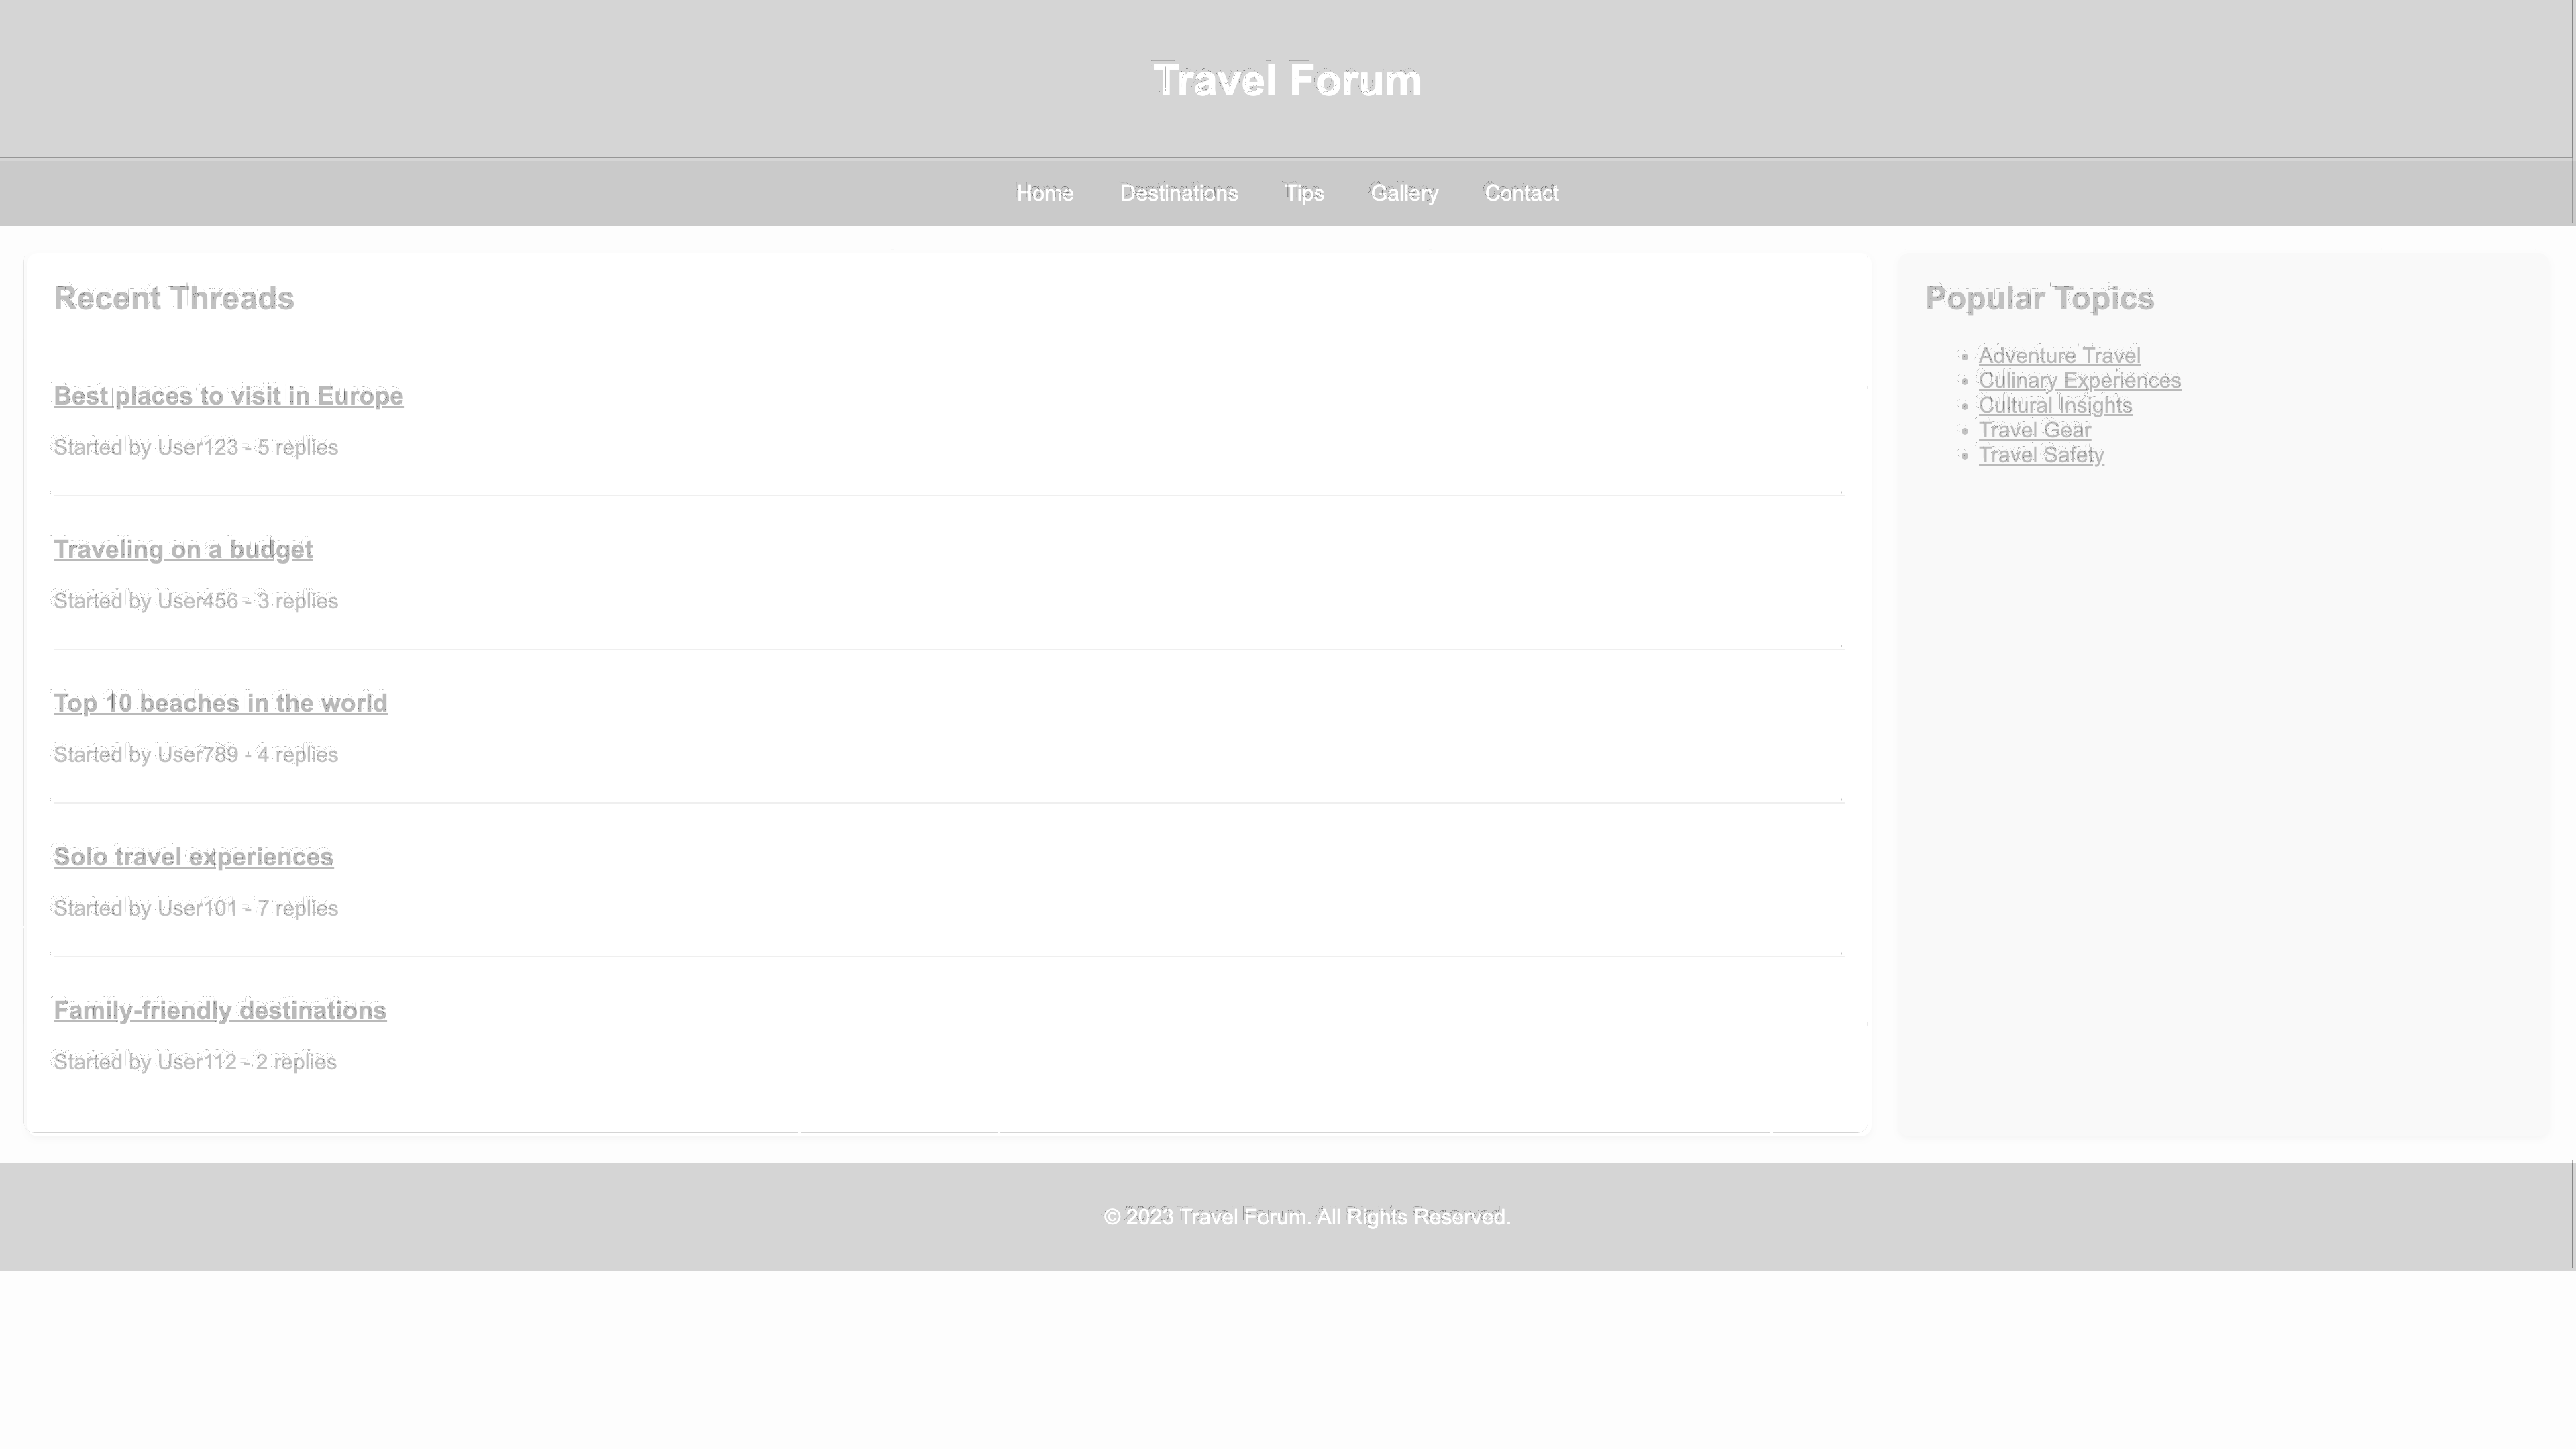 Travel Forum
Home Destinations Tips Gallery Contact
Recent Threads
Best places to visit in Europe
Started by User123 - 5 replies
Traveling on a budget
Started by User456 - 3 replies
Top 10 beaches in the world
Started by User789 - 4 replies
Solo travel experiences
Started by User101 - 7 replies
Family-friendly destinations
Started by User112 - 2 replies
Popular Topics
• Adventure Travel
• Culinary Experiences
• Cultural Insights
• Travel Gear
• Travel Safety
© 2023 Travel Forum. All Rights Reserved.